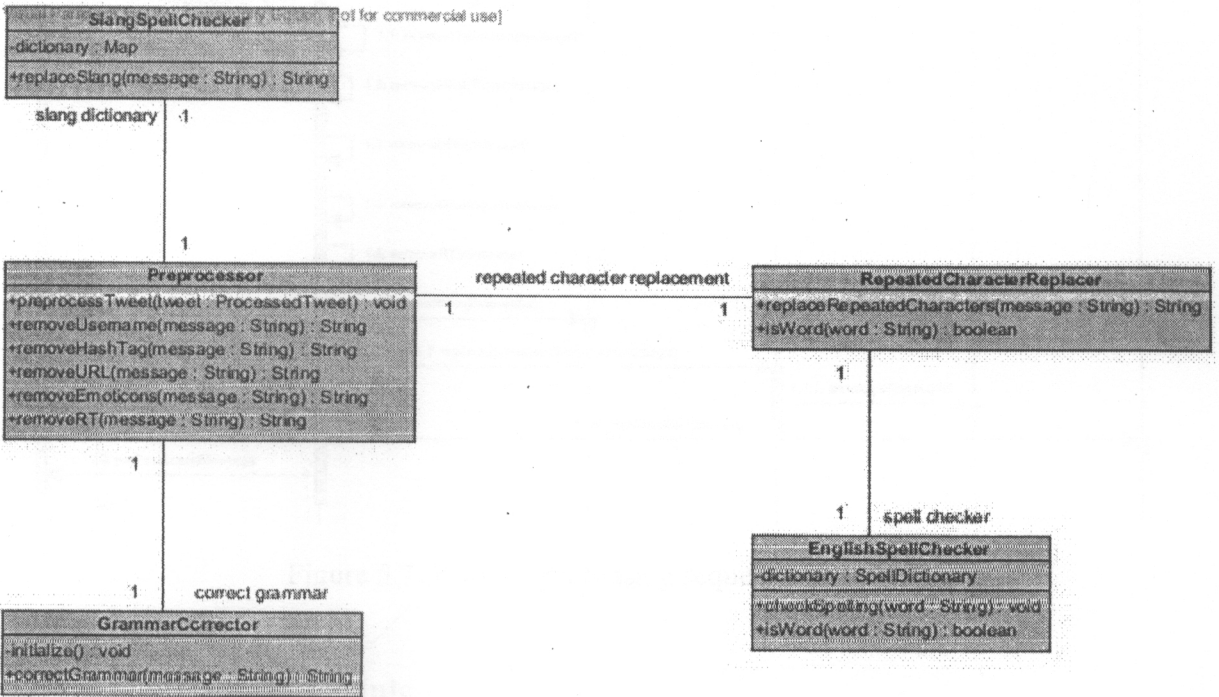 ot for commercial use]
SlangSpellChecker
-dictionary : Map
+replaceSlang(message : String) : String
slang dictionary 1
1
Preprocessor
+preprocessTweet(tweet : ProcessedTweet) : void
+removeUsername(message : String) : String
+removeHashTag(message : String) : String
+removeURL(message : String) : String
+removeEmoticons(message : String) : String
+removeRT(message : String) : String
repeated character replacement
1 1
RepeatedCharacterReplacer
+replaceRepeatedCharacters(message : String) : String
+isWord(word : String) : boolean
1
1 spell checker
EnglishSpellChecker
-dictionary : SpellDictionary
+checkSpelling(word : String) : void
+isWord(word : String) : boolean
1
1 correct grammar
GrammarCorrector
-initialize() : void
+correctGrammar(message : String) : String